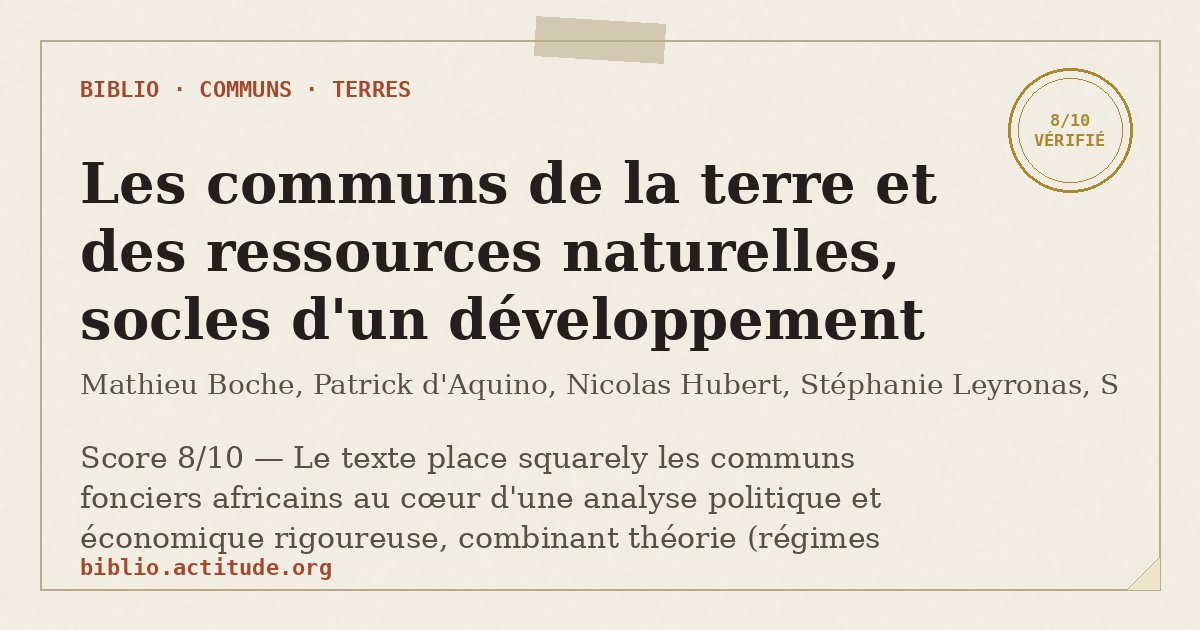 BIBLIO · COMMUNS · TERRES
8/10
VÉRIFIÉ
Les communs de la terre et
des ressources naturelles,
socles d'un développement
Mathieu Boche, Patrick d'Aquino, Nicolas Hubert, Stéphanie Leyronas, S
Score 8/10 — Le texte place squarely les communs
fonciers africains au cœur d'une analyse politique et
économique rigoureuse, combinant théorie (régimes
biblio.actitude.org